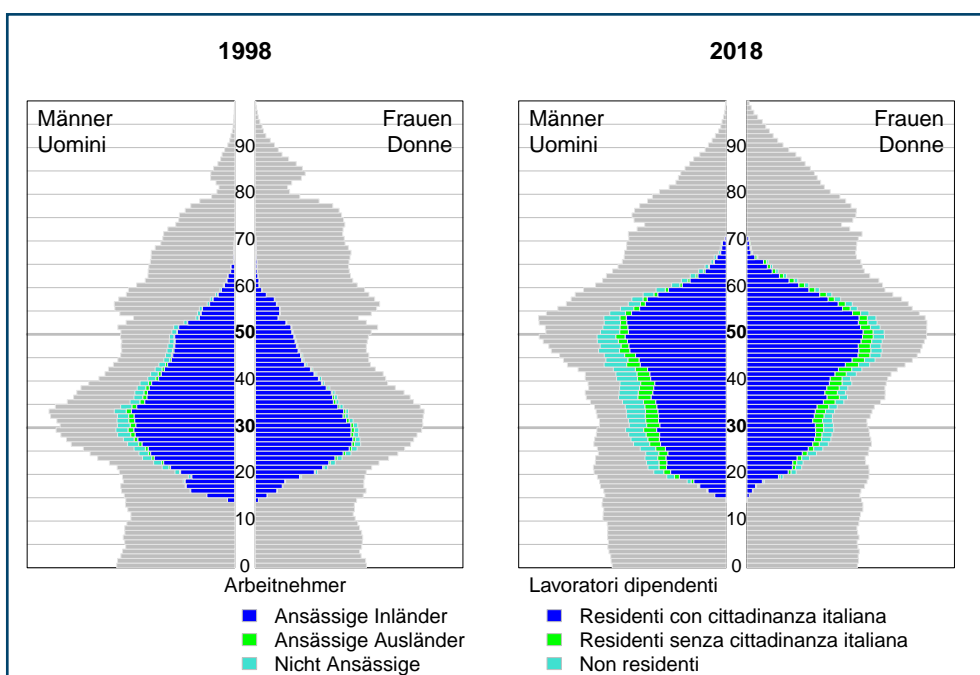 1998
2018
Männer
Uomini
Frauen
Donne
90
80
70
60
50
40
30
20
10
0
Männer
Uomini
Frauen
Donne
90
80
70
60
50
40
30
20
10
0
Arbeitnehmer
Ansässige Inländer
Ansässige Ausländer
Nicht Ansässige
Lavoratori dipendenti
Residenti con cittadinanza italiana
Residenti senza cittadinanza italiana
Non residenti